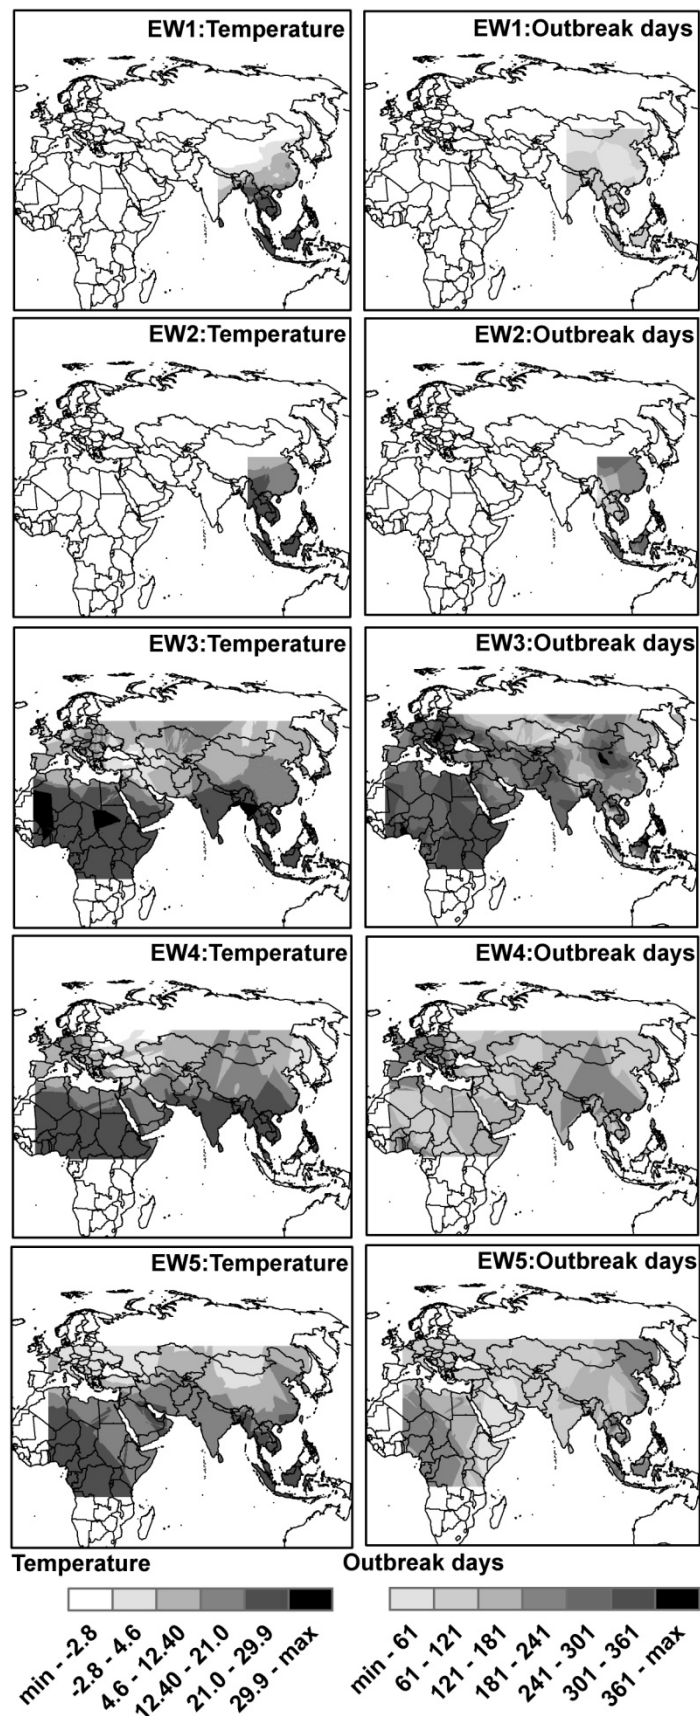 EW1:Temperature
EW1:Outbreak days
EW2:Temperature
EW2:Outbreak days
EW3:Temperature
EW3:Outbreak days
EW4:Temperature
EW4:Outbreak days
EW5:Temperature
EW5:Outbreak days
Temperature
min - -2.8
-2.8 - 4.6
4.6 - 12.40
12.40 - 21.0
21.0 - 29.9
29.9 - max
Outbreak days
min - 61
61 - 121
121 - 181
181 - 241
241 - 301
301 - 361
361 - max